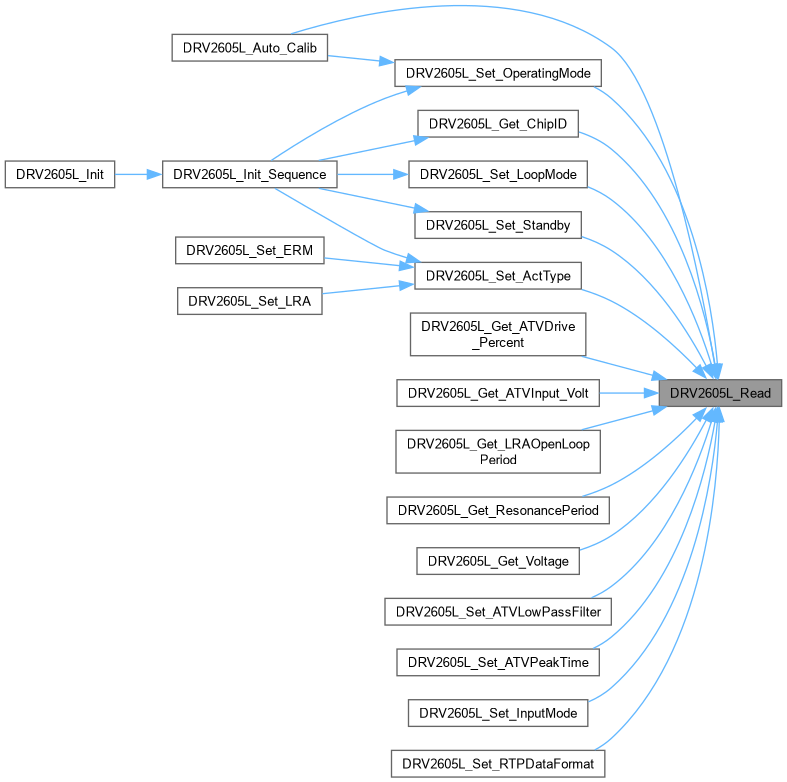 DRV2605L_Auto_Calib
DRV2605L_Set_OperatingMode
DRV2605L_Get_ChipID
DRV2605L_Init
DRV2605L_Init_Sequence
DRV2605L_Set_LoopMode
DRV2605L_Set_Standby
DRV2605L_Set_ERM
DRV2605L_Set_ActType
DRV2605L_Set_LRA
DRV2605L_Get_ATVDrive
_Percent
DRV2605L_Read
DRV2605L_Get_ATVInput_Volt
DRV2605L_Get_LRAOpenLoop
Period
DRV2605L_Get_ResonancePeriod
DRV2605L_Get_Voltage
DRV2605L_Set_ATVLowPassFilter
DRV2605L_Set_ATVPeakTime
DRV2605L_Set_InputMode
DRV2605L_Set_RTPDataFormat